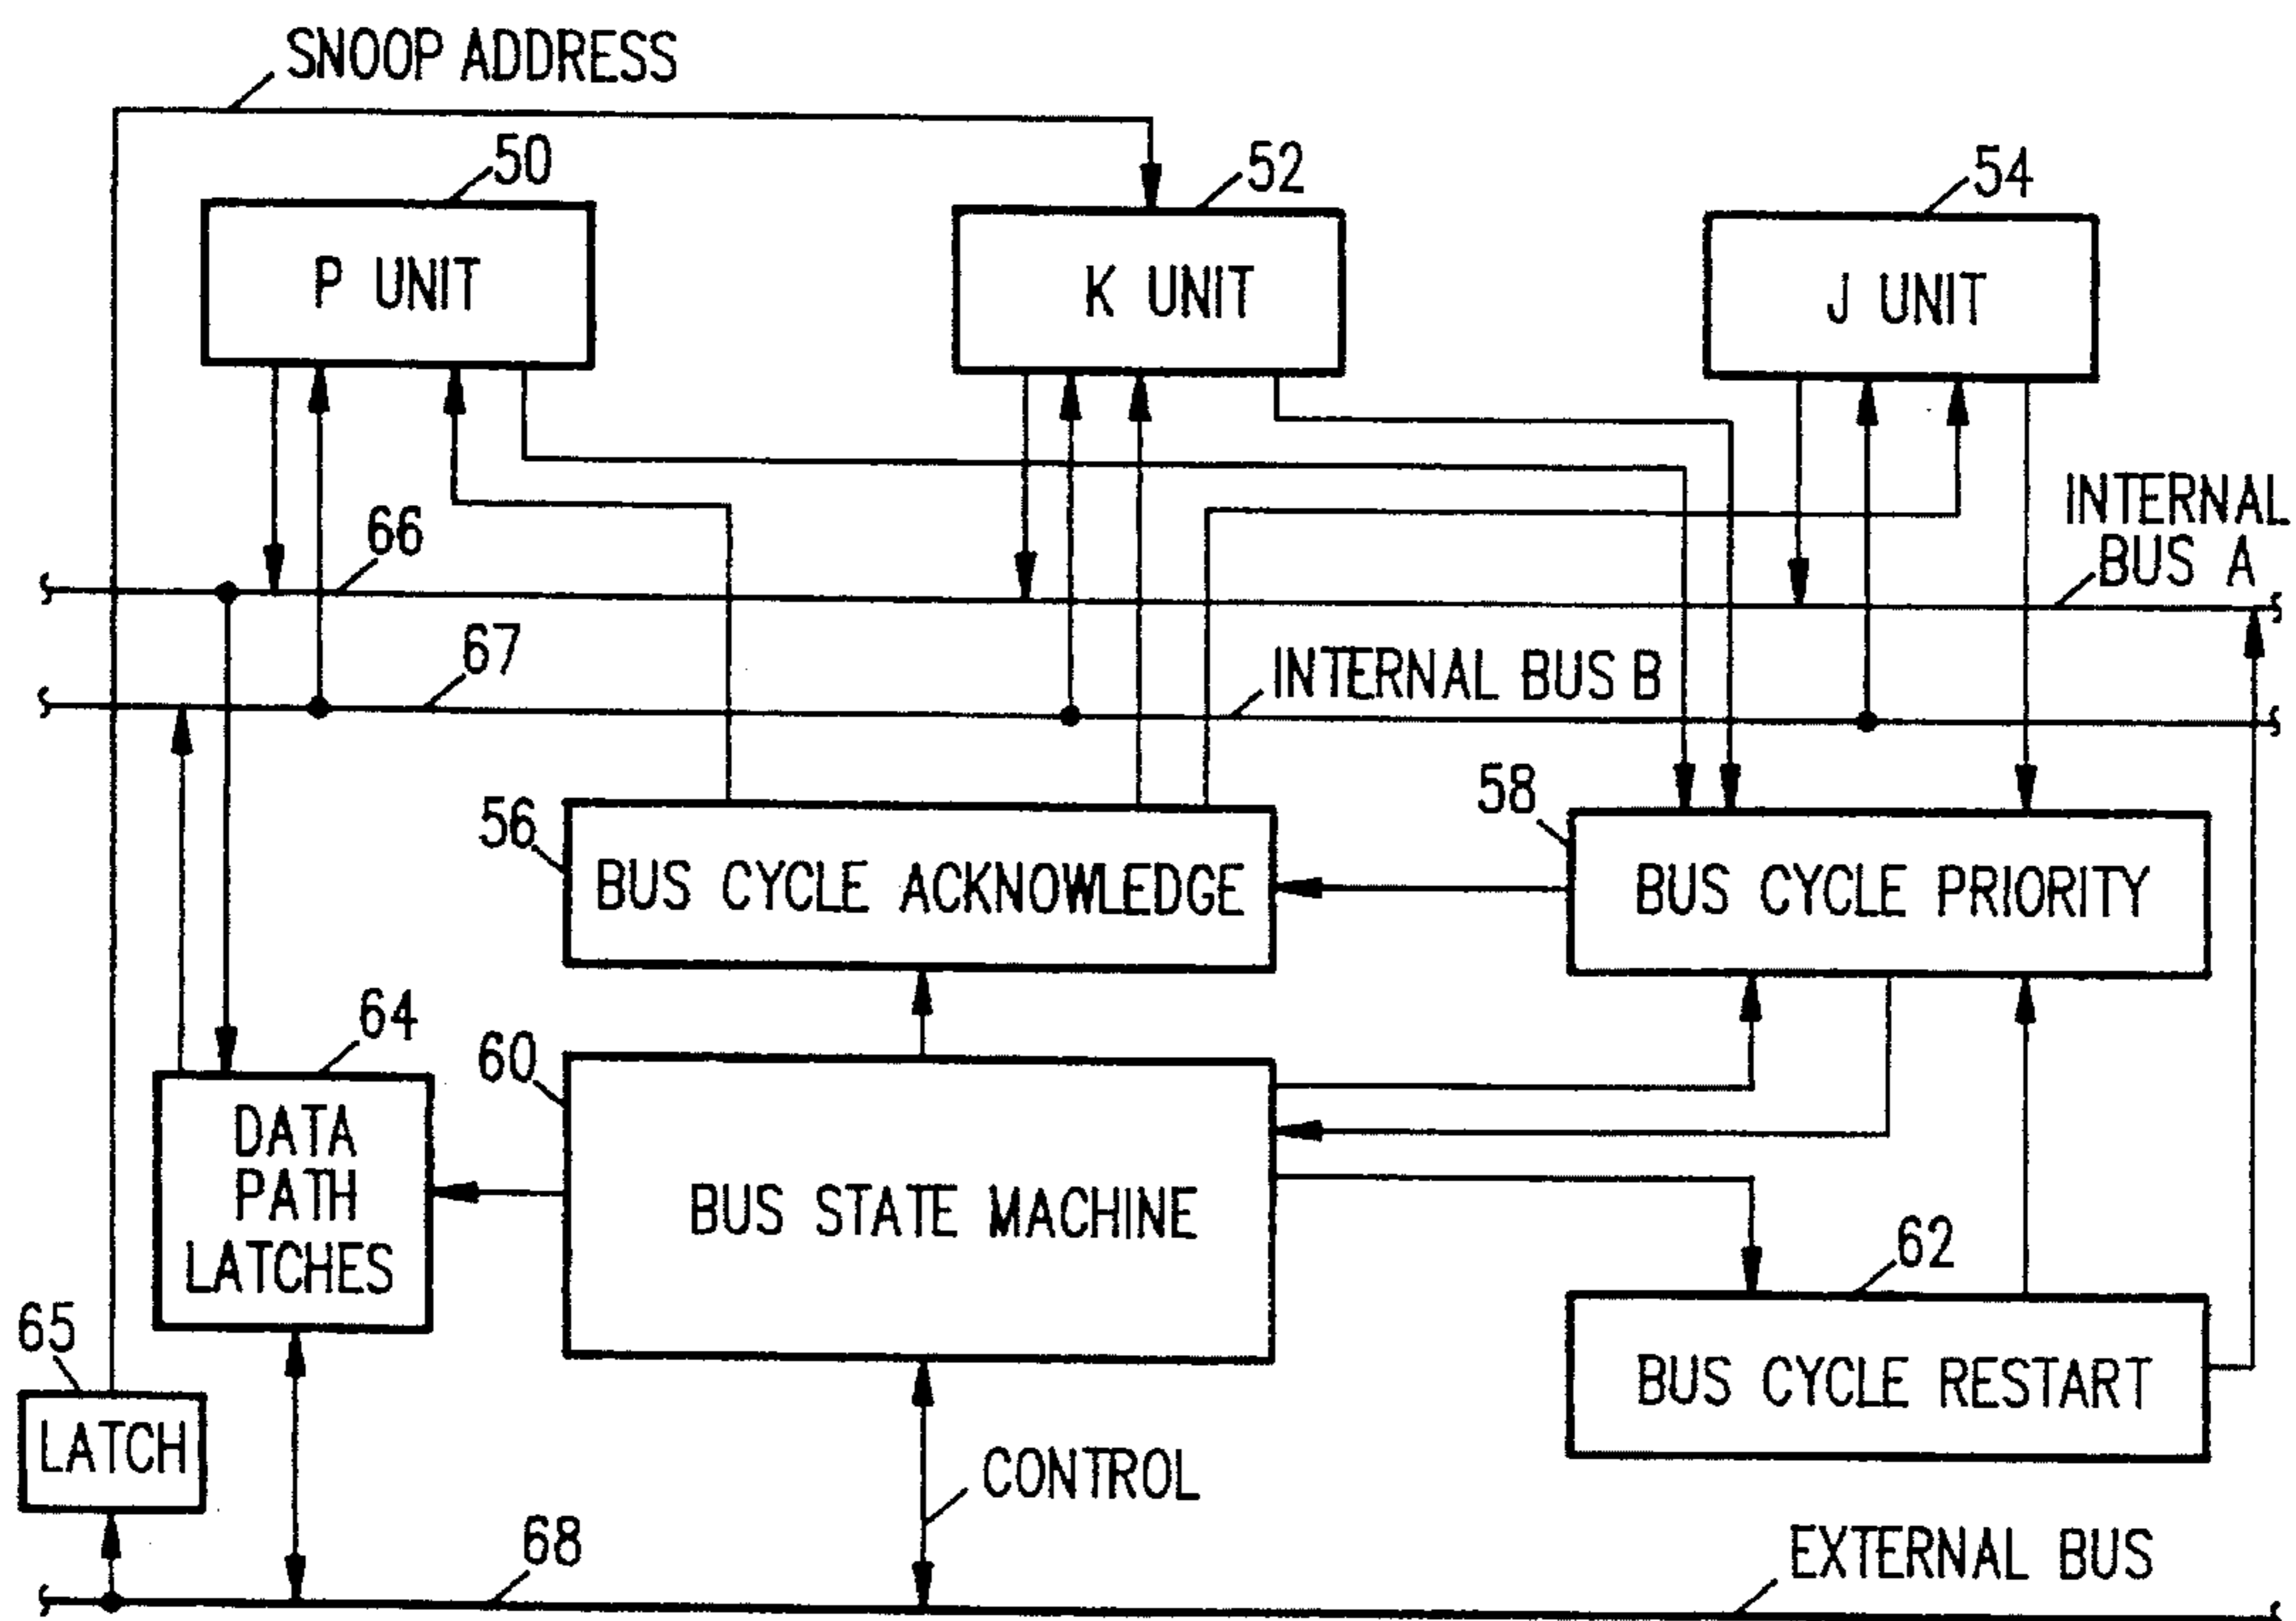 SNOOP ADDRESS
50
52
54
P UNIT
K UNIT
J UNIT
66
INTERNAL
BUS A
67
INTERNAL BUS B
56
58
BUS CYCLE ACKNOWLEDGE
BUS CYCLE PRIORITY
64
60
DATA
PATH
LATCHES
BUS STATE MACHINE
62
65
LATCH
BUS CYCLE RESTART
CONTROL
68
EXTERNAL BUS